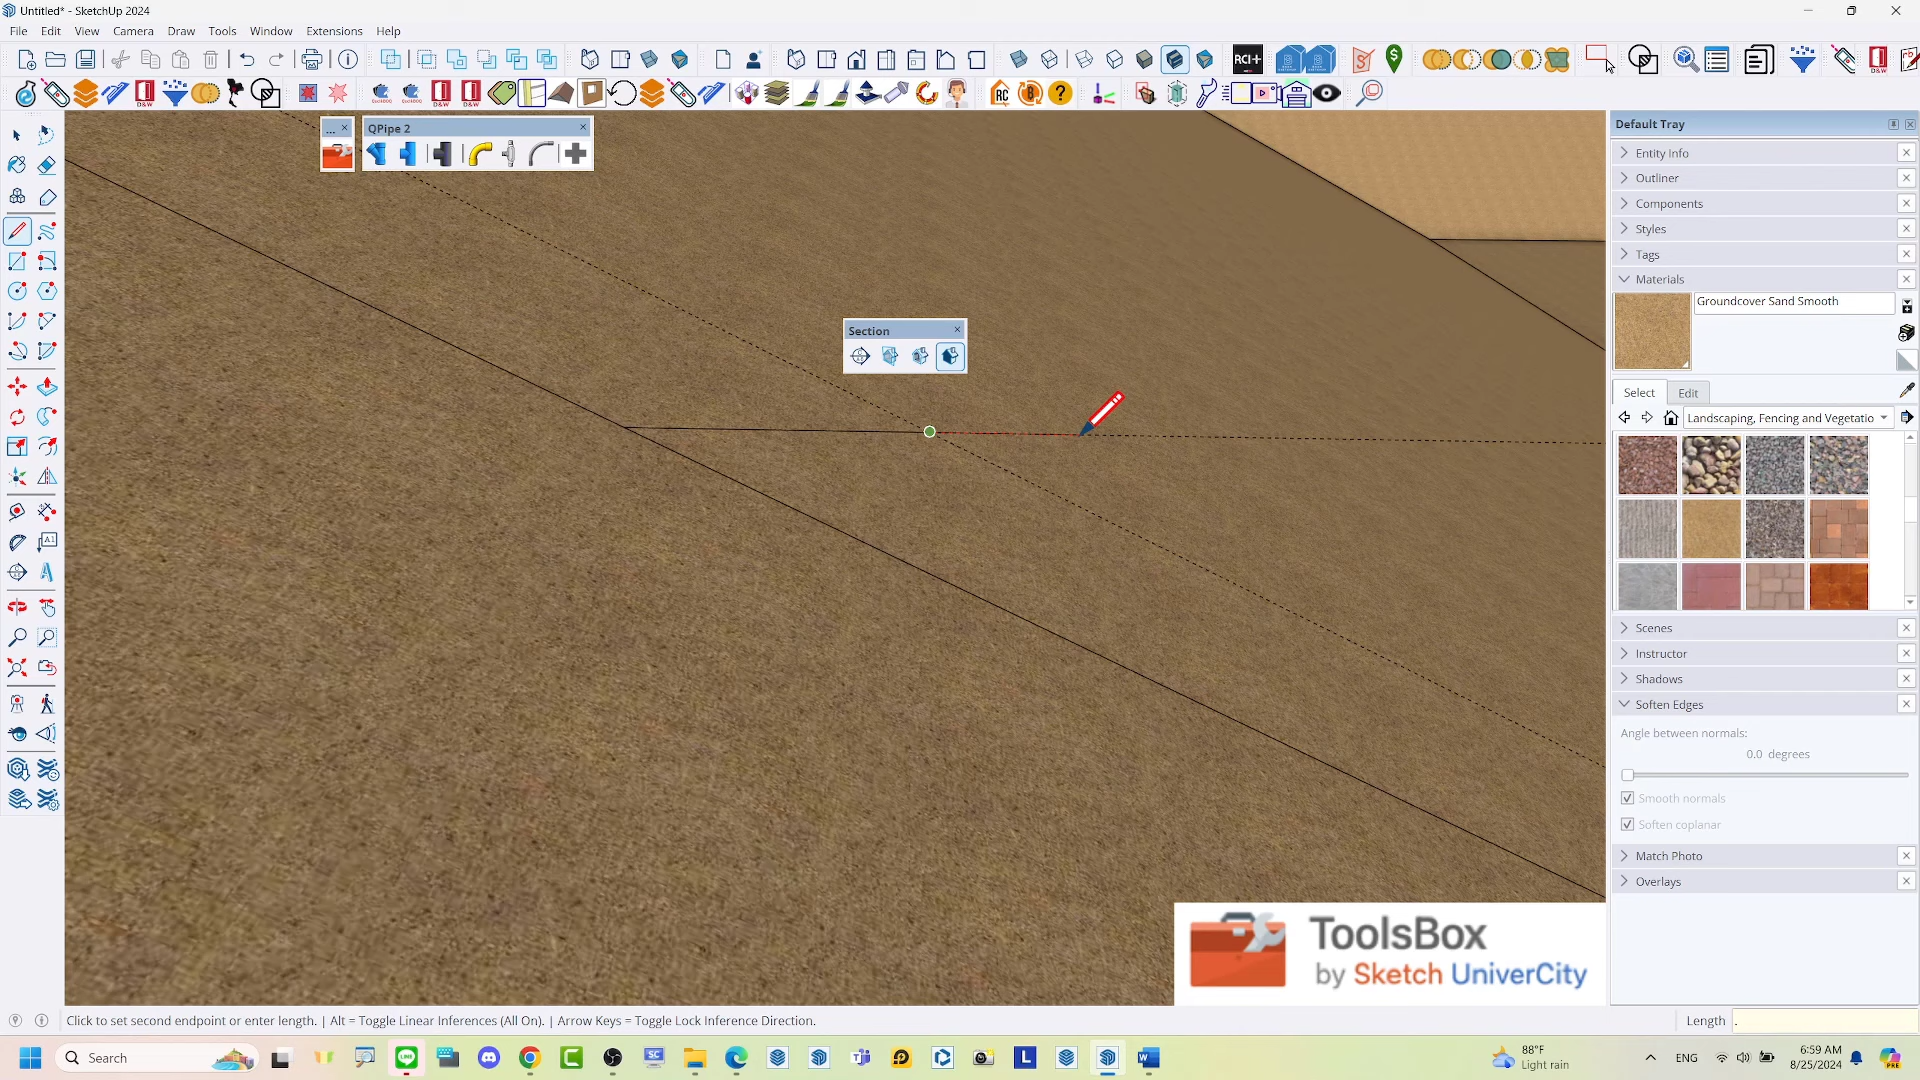 Untitled* - SketchUp 2024
File Edit View Camera Draw Tools Window Extensions Help
RCI+
D&W D&W D&W
RC
... QPipe 2
Default Tray
Entity Info
Outliner
Components
Styles
Tags
Materials
Groundcover Sand Smooth
Select Edit
Landscaping, Fencing and Vegetatio
Section
A1
Scenes
Instructor
Shadows
Soften Edges
Angle between normals:
0.0 degrees
Smooth normals
Soften coplanar
Match Photo
Overlays
ToolsBox
by Sketch UniverCity
Click to set second endpoint or enter length. | Alt = Toggle Linear Inferences (All On). | Arrow Keys = Toggle Lock Inference Direction.
Length .
Search
88°F
Light rain
ENG
6:59 AM
8/25/2024